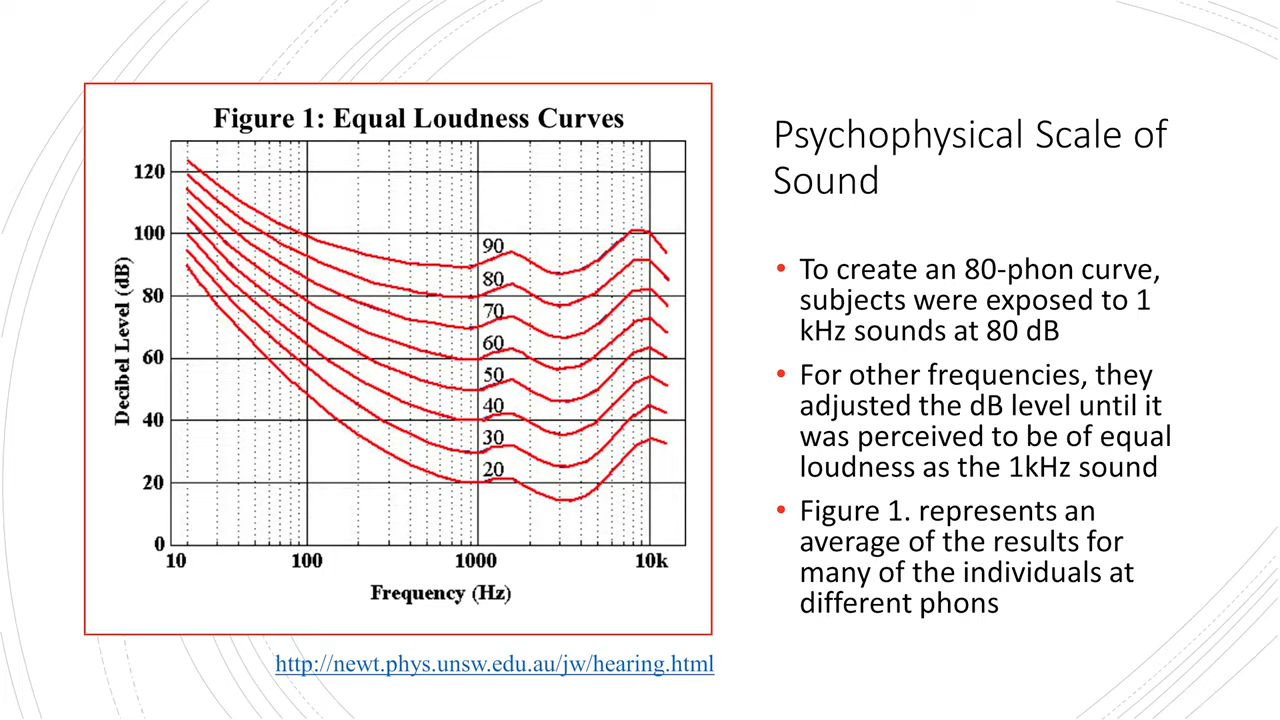 Figure 1: Equal Loudness Curves
120
100
80
60
40
20
0
Decibel Level (dB)
90
80
70
60
50
40
30
20
10
100
1000
10k
Frequency (Hz)
http://newt.phys.unsw.edu.au/jw/hearing.html
Psychophysical Scale of
Sound
• To create an 80-phon curve,
subjects were exposed to 1
kHz sounds at 80 dB
• For other frequencies, they
adjusted the dB level until it
was perceived to be of equal
loudness as the 1kHz sound
• Figure 1. represents an
average of the results for
many of the individuals at
different phons